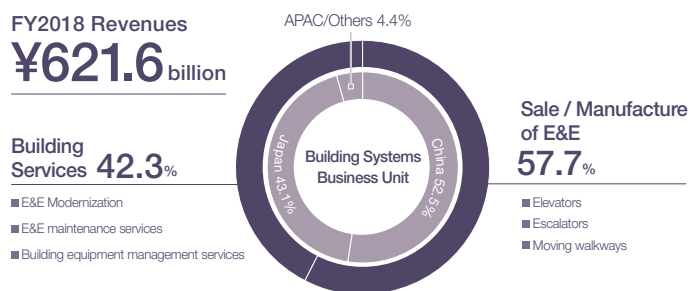 FY2018 Revenues
¥621.6 billion
APAC/Others 4.4%
Building
Services 42.3%
■ E&E Modernization
■ E&E maintenance services
■ Building equipment management services
Japan 43.1%
Building Systems
Business Unit
China 52.5%
Sale / Manufacture
of E&E
57.7%
■ Elevators
■ Escalators
■ Moving walkways